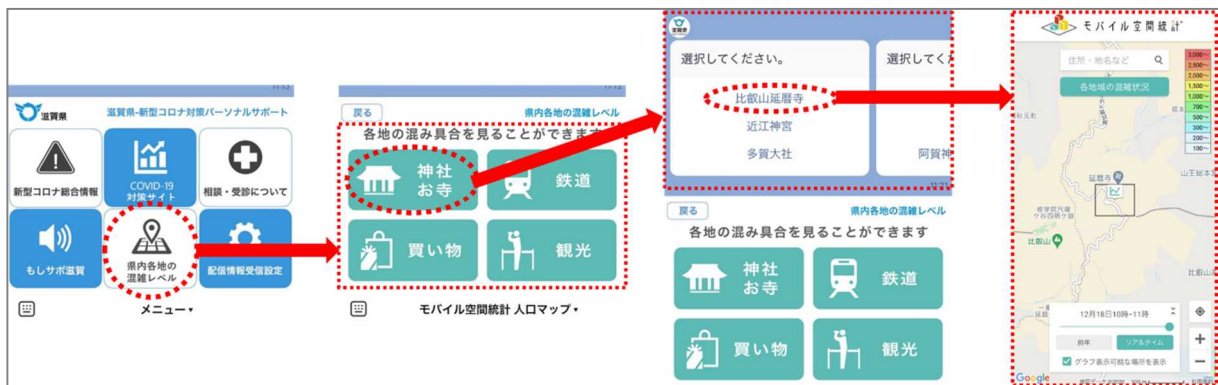 滋賀県
滋賀県-新型コロナ対策パーソナルサポート
新型コロナ総合情報
COVID-19
対策サイト
相談・受診について
もしサポ滋賀
県内各地の
混雑レベル
配信情報受信設定
メニュー▾
戻る
県内各地の混雑レベル
各地の混み具合を見ることができます
神社
お寺
鉄道
買い物
観光
モバイル空間統計 人口マップ▾
滋賀県
選択してください。
比叡山延暦寺
近江神宮
多賀大社
選択してくだ
阿賀神
11:21
戻る
県内各地の混雑レベル
各地の混み具合を見ることができます
神社
お寺
鉄道
買い物
観光
モバイル空間統計
住所・地名など
各地域の混雑状況
3,000～
2,500～
2,000～
1,500～
1,000～
700～
500～
300～
200～
100～
延暦寺
比叡山
12月18日10時-11時
前年
リアルタイム
グラフ表示可能な場所を表示
Google